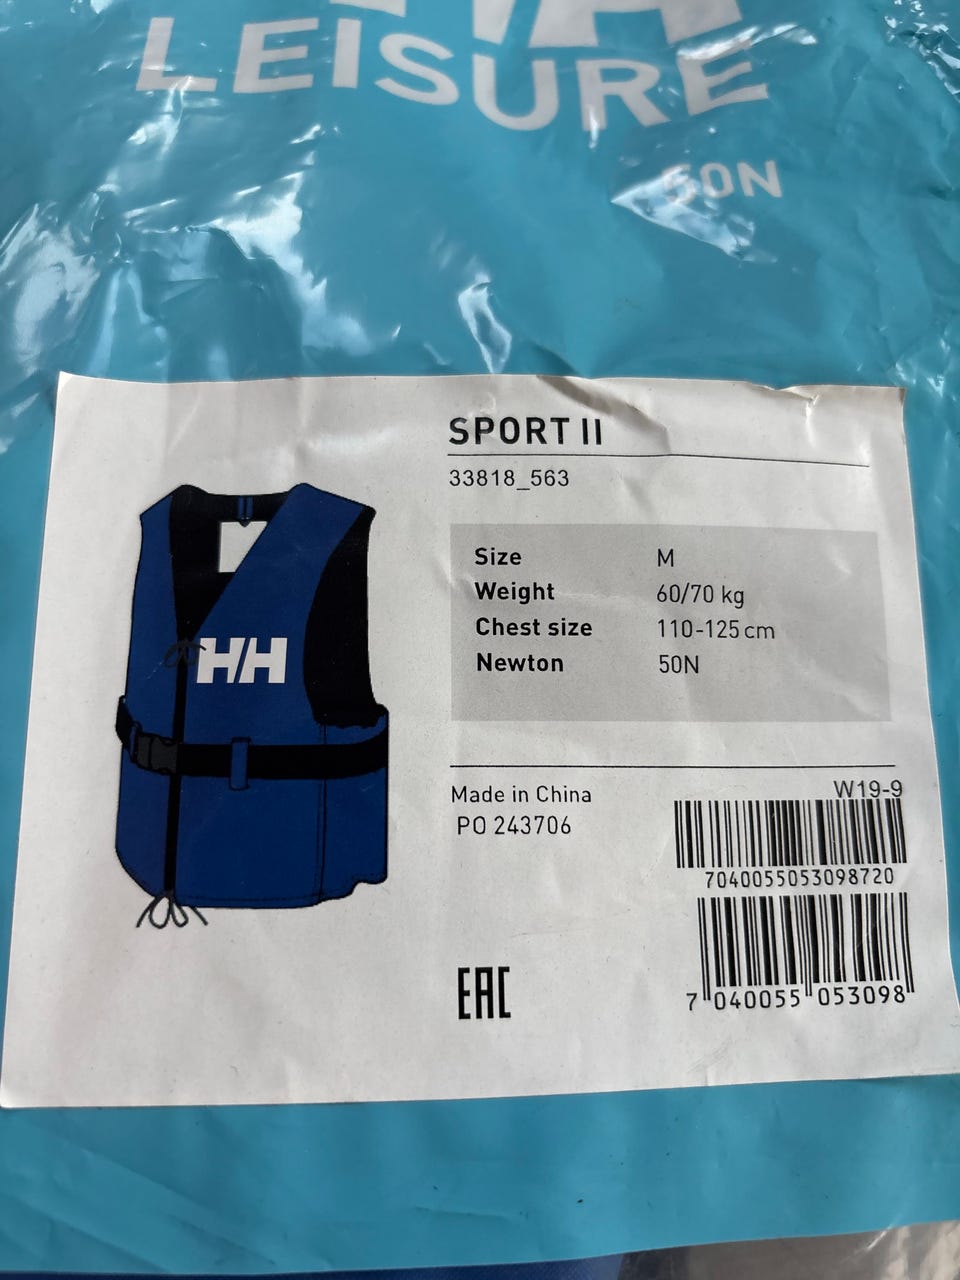 HH
LEISURE
50N
SPORT II
33818_563
Size M
Weight 60/70 kg
Chest size 110-125 cm
Newton 50N
HH
Made in China
PO 243706
W19-9
7040055053098720
7 040055 053098
EAC